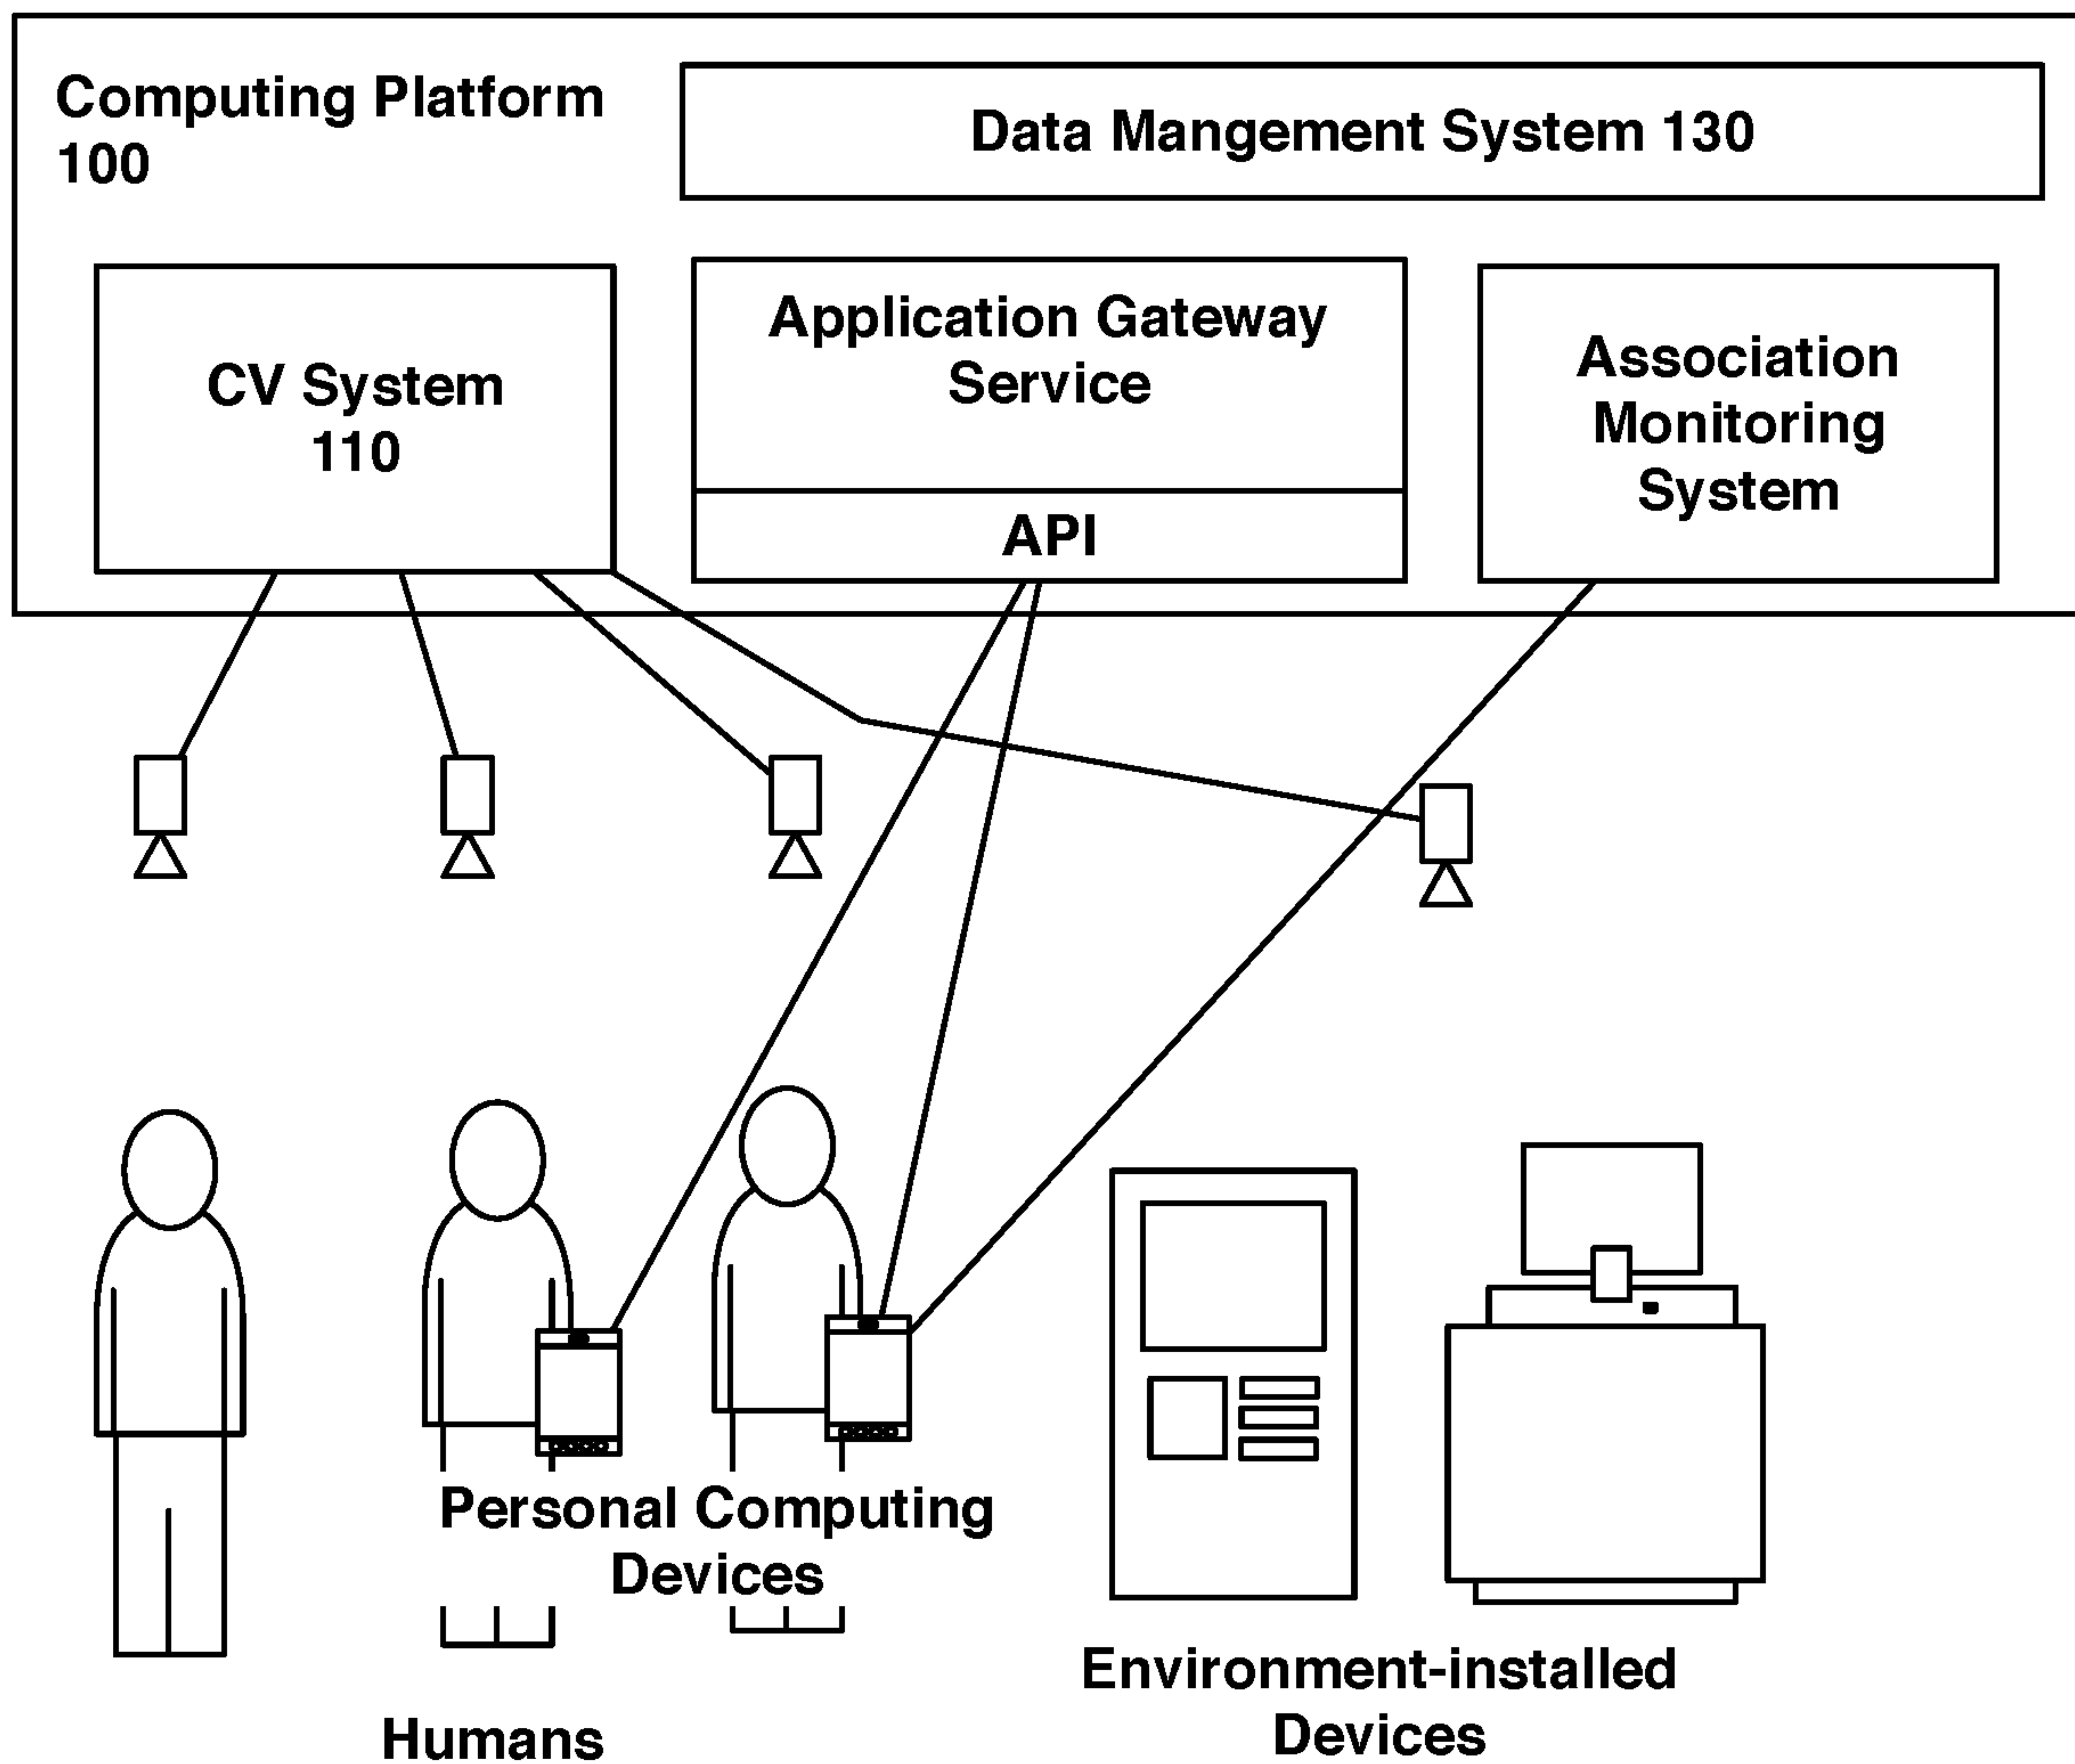 Computing Platform
100
Data Mangement System 130
CV System
110
Application Gateway
Service
API
Association
Monitoring
System
Personal Computing
Devices
Environment-installed
Devices
Humans